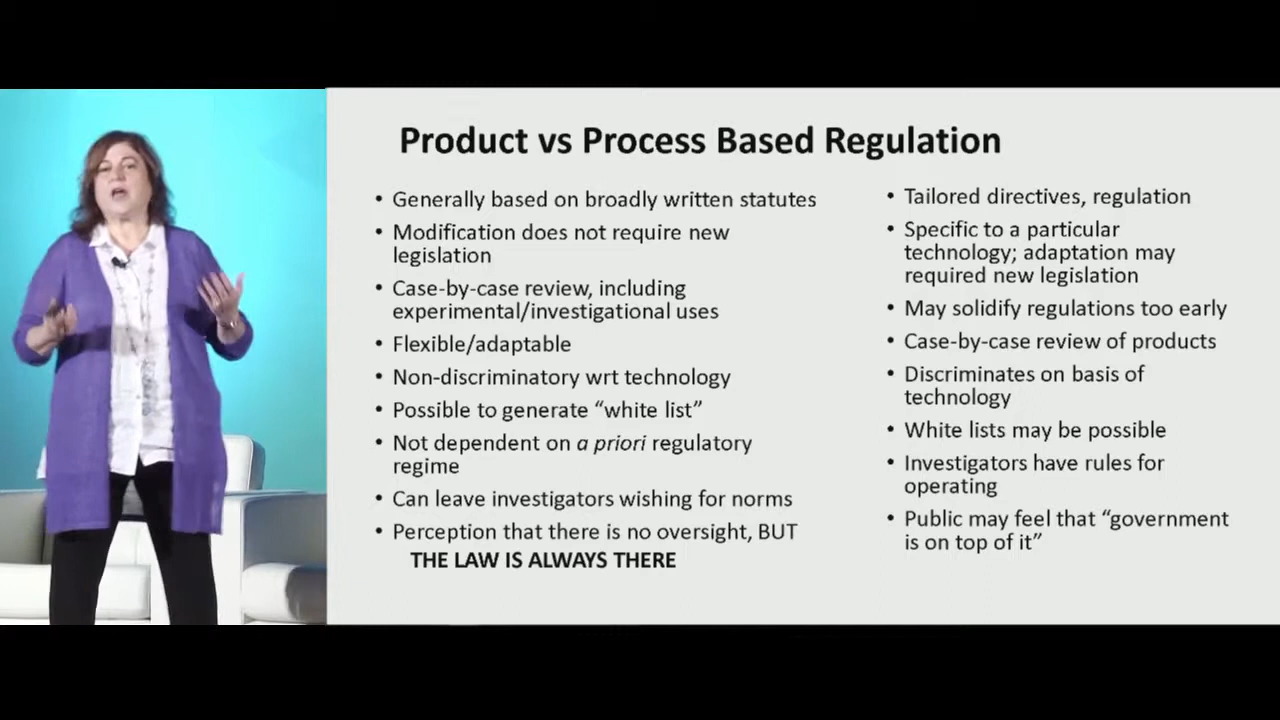 Product vs Process Based Regulation
• Generally based on broadly written statutes
• Modification does not require new
legislation
• Case-by-case review, including
experimental/investigational uses
• Flexible/adaptable
• Non-discriminatory wrt technology
• Possible to generate “white list”
• Not dependent on a priori regulatory
regime
• Can leave investigators wishing for norms
• Perception that there is no oversight, BUT
THE LAW IS ALWAYS THERE
• Tailored directives, regulation
• Specific to a particular
technology; adaptation may
required new legislation
• May solidify regulations too early
• Case-by-case review of products
• Discriminates on basis of
technology
• White lists may be possible
• Investigators have rules for
operating
• Public may feel that “government
is on top of it”